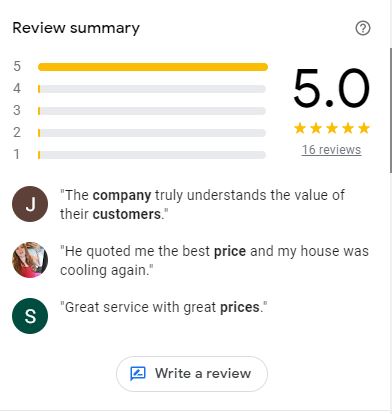 Review summary
5
4
3
2
1
5.0
16 reviews
J
"The company truly understands the value of
their customers."
"He quoted me the best price and my house was
cooling again."
S
"Great service with great prices."
Write a review